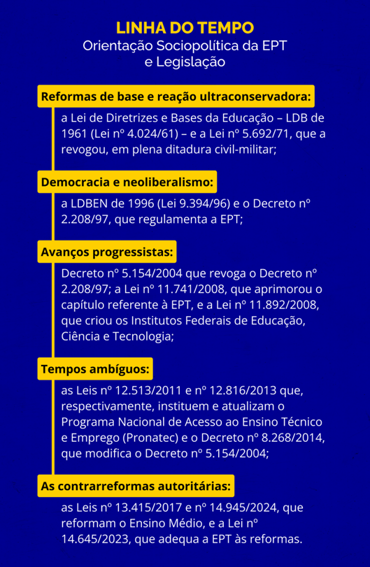 LINHA DO TEMPO
Orientação Sociopolítica da EPT
e Legislação
Reformas de base e reação ultraconservadora:
a Lei de Diretrizes e Bases da Educação – LDB de
1961 (Lei nº 4.024/61) – e a Lei nº 5.692/71, que a
revogou, em plena ditadura civil-militar;
Democracia e neoliberalismo:
a LDBEN de 1996 (Lei 9.394/96) e o Decreto nº
2.208/97, que regulamenta a EPT;
Avanços progressistas:
Decreto nº 5.154/2004 que revoga o Decreto nº
2.208/97; a Lei nº 11.741/2008, que aprimorou o
capítulo referente à EPT, e a Lei nº 11.892/2008,
que criou os Institutos Federais de Educação,
Ciência e Tecnologia;
Tempos ambíguos:
as Leis nº 12.513/2011 e nº 12.816/2013 que,
respectivamente, instituem e atualizam o
Programa Nacional de Acesso ao Ensino Técnico
e Emprego (Pronatec) e o Decreto nº 8.268/2014,
que modifica o Decreto nº 5.154/2004;
As contrarreformas autoritárias:
as Leis nº 13.415/2017 e nº 14.945/2024, que
reformam o Ensino Médio, e a Lei nº
14.645/2023, que adequa a EPT às reformas.